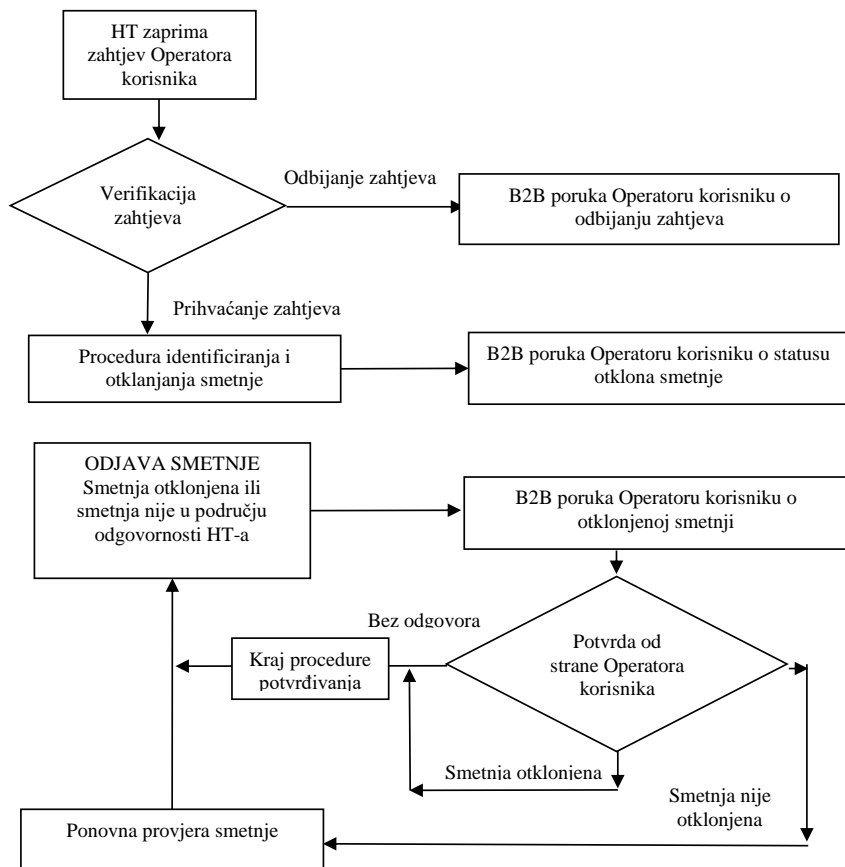 HT zaprima
zahtjev Operatora
korisnika
Verifikacija
zahtjeva
Odbijanje zahtjeva
B2B poruka Operatoru korisniku o
odbijanju zahtjeva
Prihvaćanje zahtjeva
Procedura identificiranja i
otklanjanja smetnje
B2B poruka Operatoru korisniku o statusu
otklona smetnje
ODJAVA SMETNJE
Smetnja otklonjena ili
smetnja nije u području
odgovornosti HT-a
B2B poruka Operatoru korisniku o
otklonjenoj smetnji
Bez odgovora
Kraj procedure
potvrđivanja
Potvrda od
strane Operatora
korisnika
Smetnja otklonjena
Smetnja nije
otklonjena
Ponovna provjera smetnje